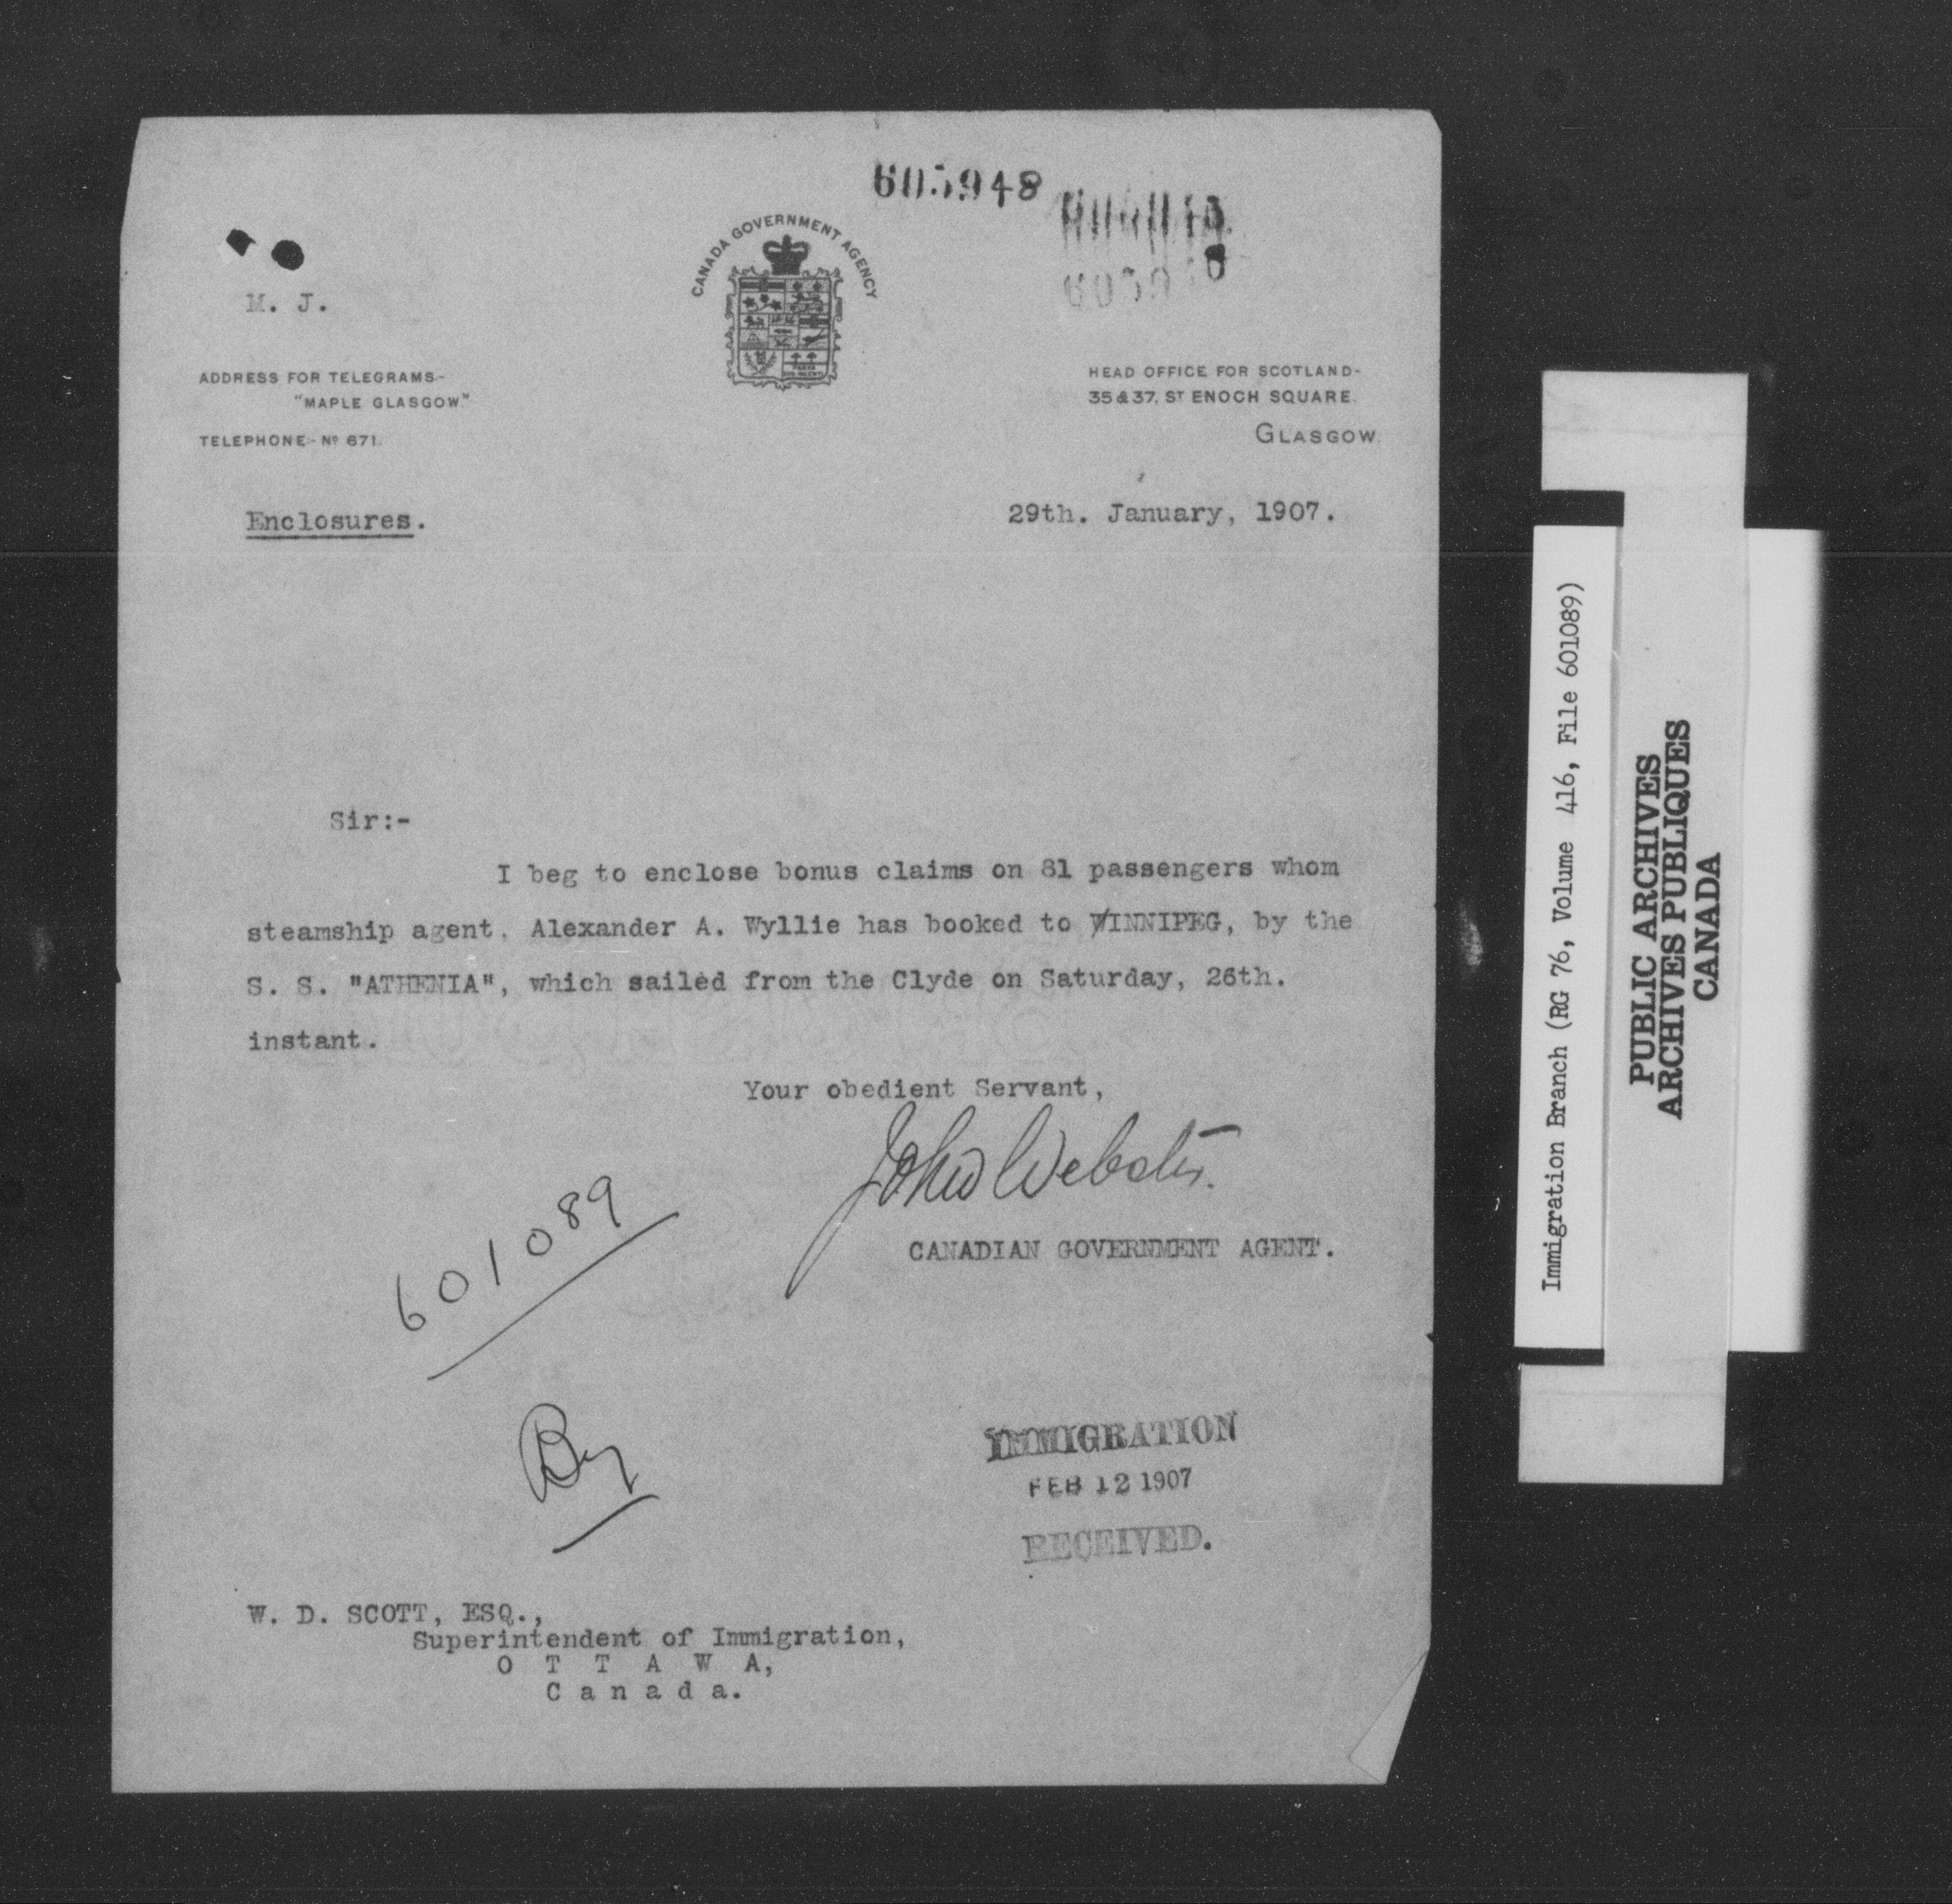 605948
CANADA GOVERNMENT AGENCY
M. J.
ADDRESS FOR TELEGRAMS:-
"MAPLE GLASGOW."
TELEPHONE:- Nº 671.
HEAD OFFICE FOR SCOTLAND-
35 & 37, ST ENOCH SQUARE.
GLASGOW.
Enclosures.
29th. January, 1907.
Sir:-
I beg to enclose bonus claims on 81 passengers whom
steamship agent, Alexander A. Wyllie has booked to WINNIPEG, by the
S. S. "ATHENIA", which sailed from the Clyde on Saturday, 26th.
instant.
Your obedient Servant,
John Webster.
CANADIAN GOVERNMENT AGENT.
601089
IMMIGRATION
FEB 12 1907
RECEIVED.
W. D. SCOTT, ESQ.,
Superintendent of Immigration,
O T T A W A,
C a n a d a.
Immigration Branch (RG 76, Volume 416, File 601089)
PUBLIC ARCHIVES
ARCHIVES PUBLIQUES
CANADA